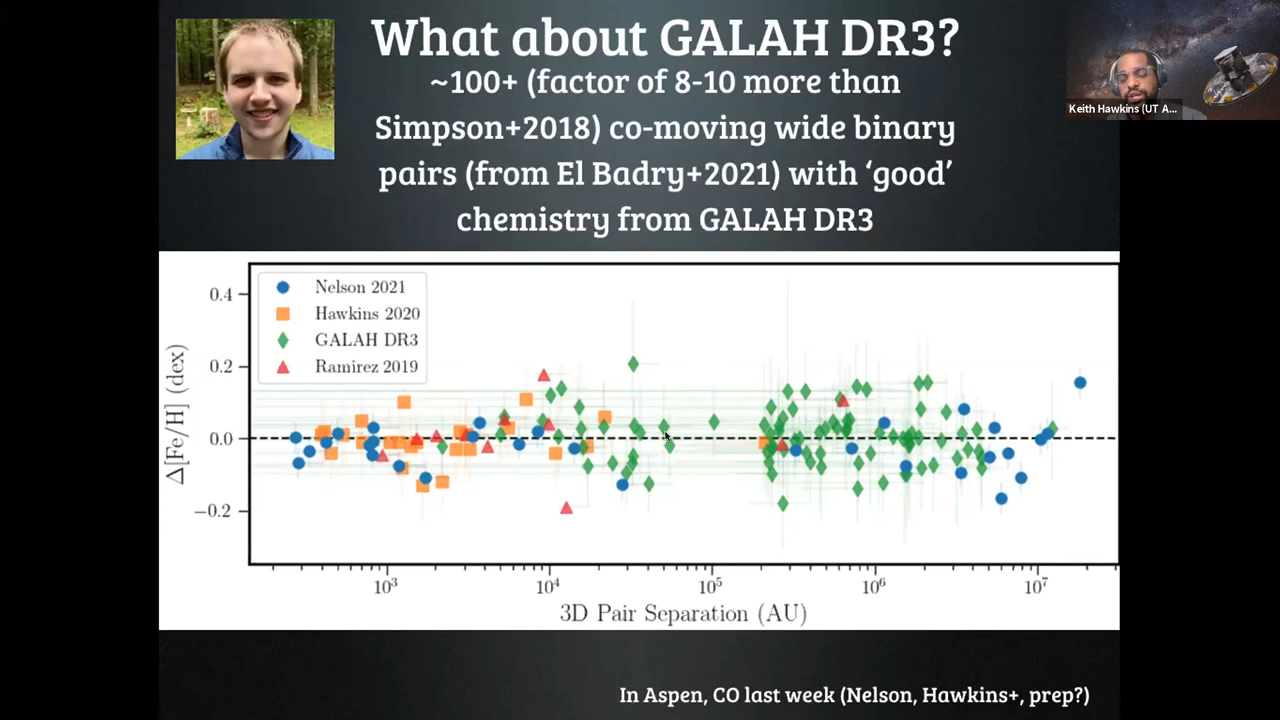 What about GALAH DR3?
~100+ (factor of 8-10 more than
Simpson+2018) co-moving wide binary
pairs (from El Badry+2021) with ‘good’
chemistry from GALAH DR3
Keith Hawkins (UT A...
Nelson 2021
Hawkins 2020
GALAH DR3
Ramirez 2019
0.4
0.2
0.0
−0.2
Δ[Fe/H] (dex)
10³
10⁴
10⁵
10⁶
10⁷
3D Pair Separation (AU)
In Aspen, CO last week (Nelson, Hawkins+, prep?)